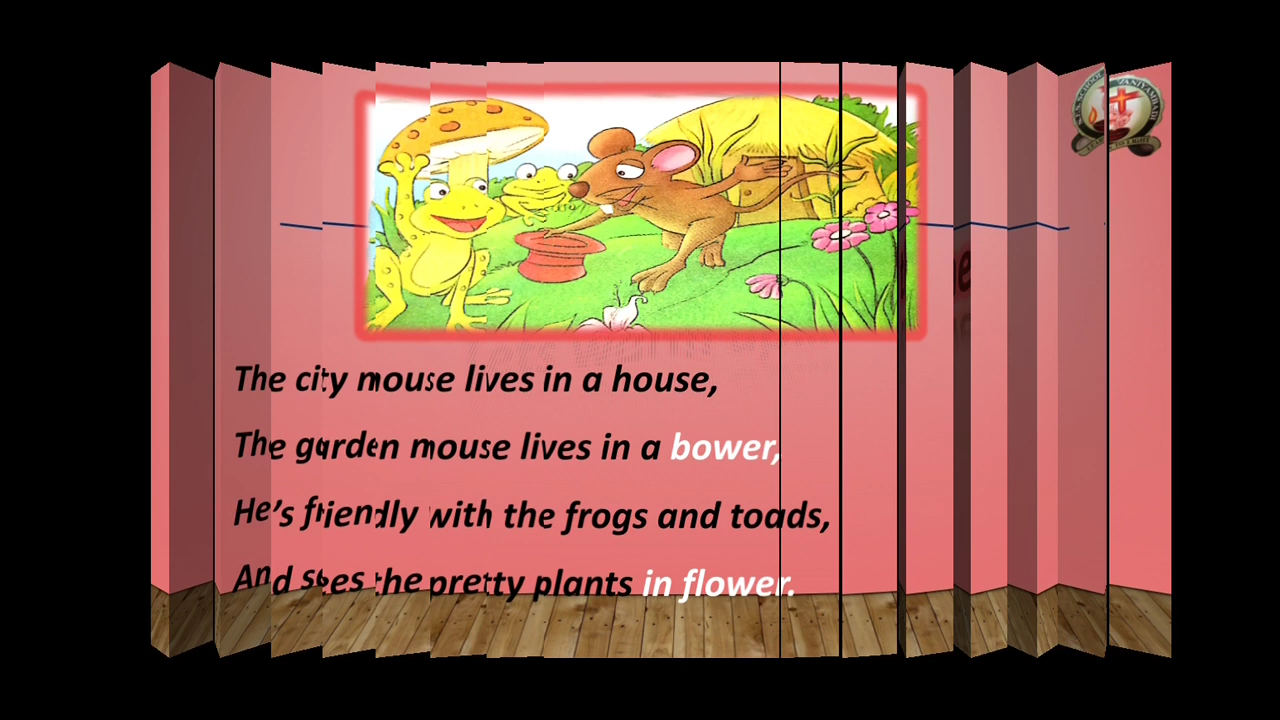 The city mouse lives in a house,
The garden mouse lives in a bower,
He's friendly with the frogs and toads,
And sees the pretty plants in flower.